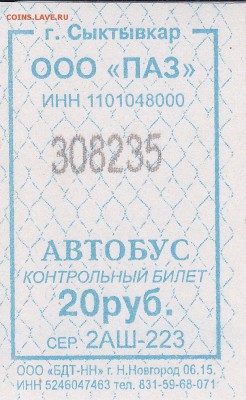 COINS.LAVE.RU
г. Сыктывкар
ООО «ПАЗ»
ИНН 1101048000
308235
АВТОБУС
КОНТРОЛЬНЫЙ БИЛЕТ
20руб.
СЕР. 2АШ-223
ООО «БДТ-НН» г. Н.Новгород 06.15.
ИНН 5246047463 тел. 831-59-68-071